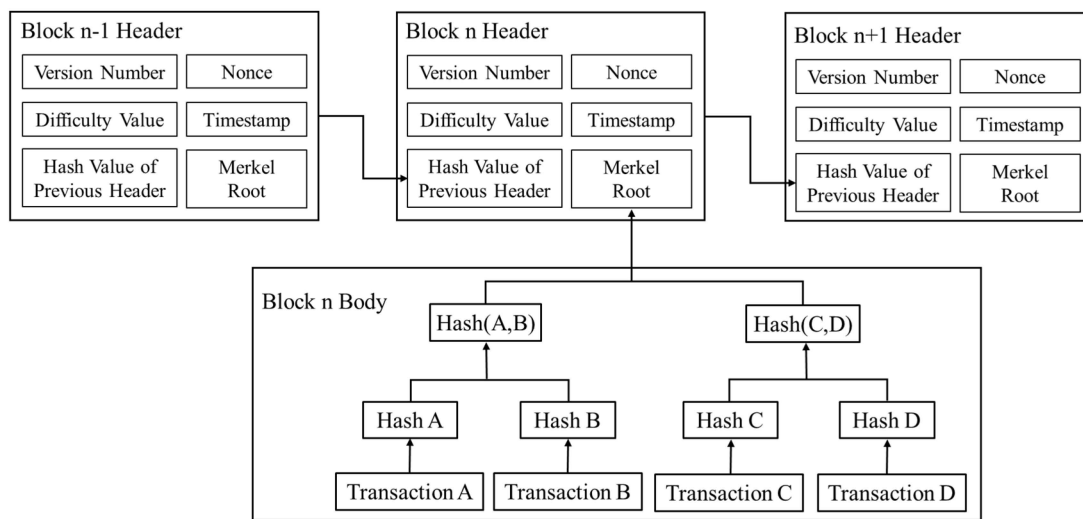 Block n-1 Header
Version Number
Nonce
Difficulty Value
Timestamp
Hash Value of
Previous Header
Merkel
Root
Block n Header
Version Number
Nonce
Difficulty Value
Timestamp
Hash Value of
Previous Header
Merkel
Root
Block n+1 Header
Version Number
Nonce
Difficulty Value
Timestamp
Hash Value of
Previous Header
Merkel
Root
Block n Body
Hash(A,B)
Hash(C,D)
Hash A
Hash B
Hash C
Hash D
Transaction A
Transaction B
Transaction C
Transaction D